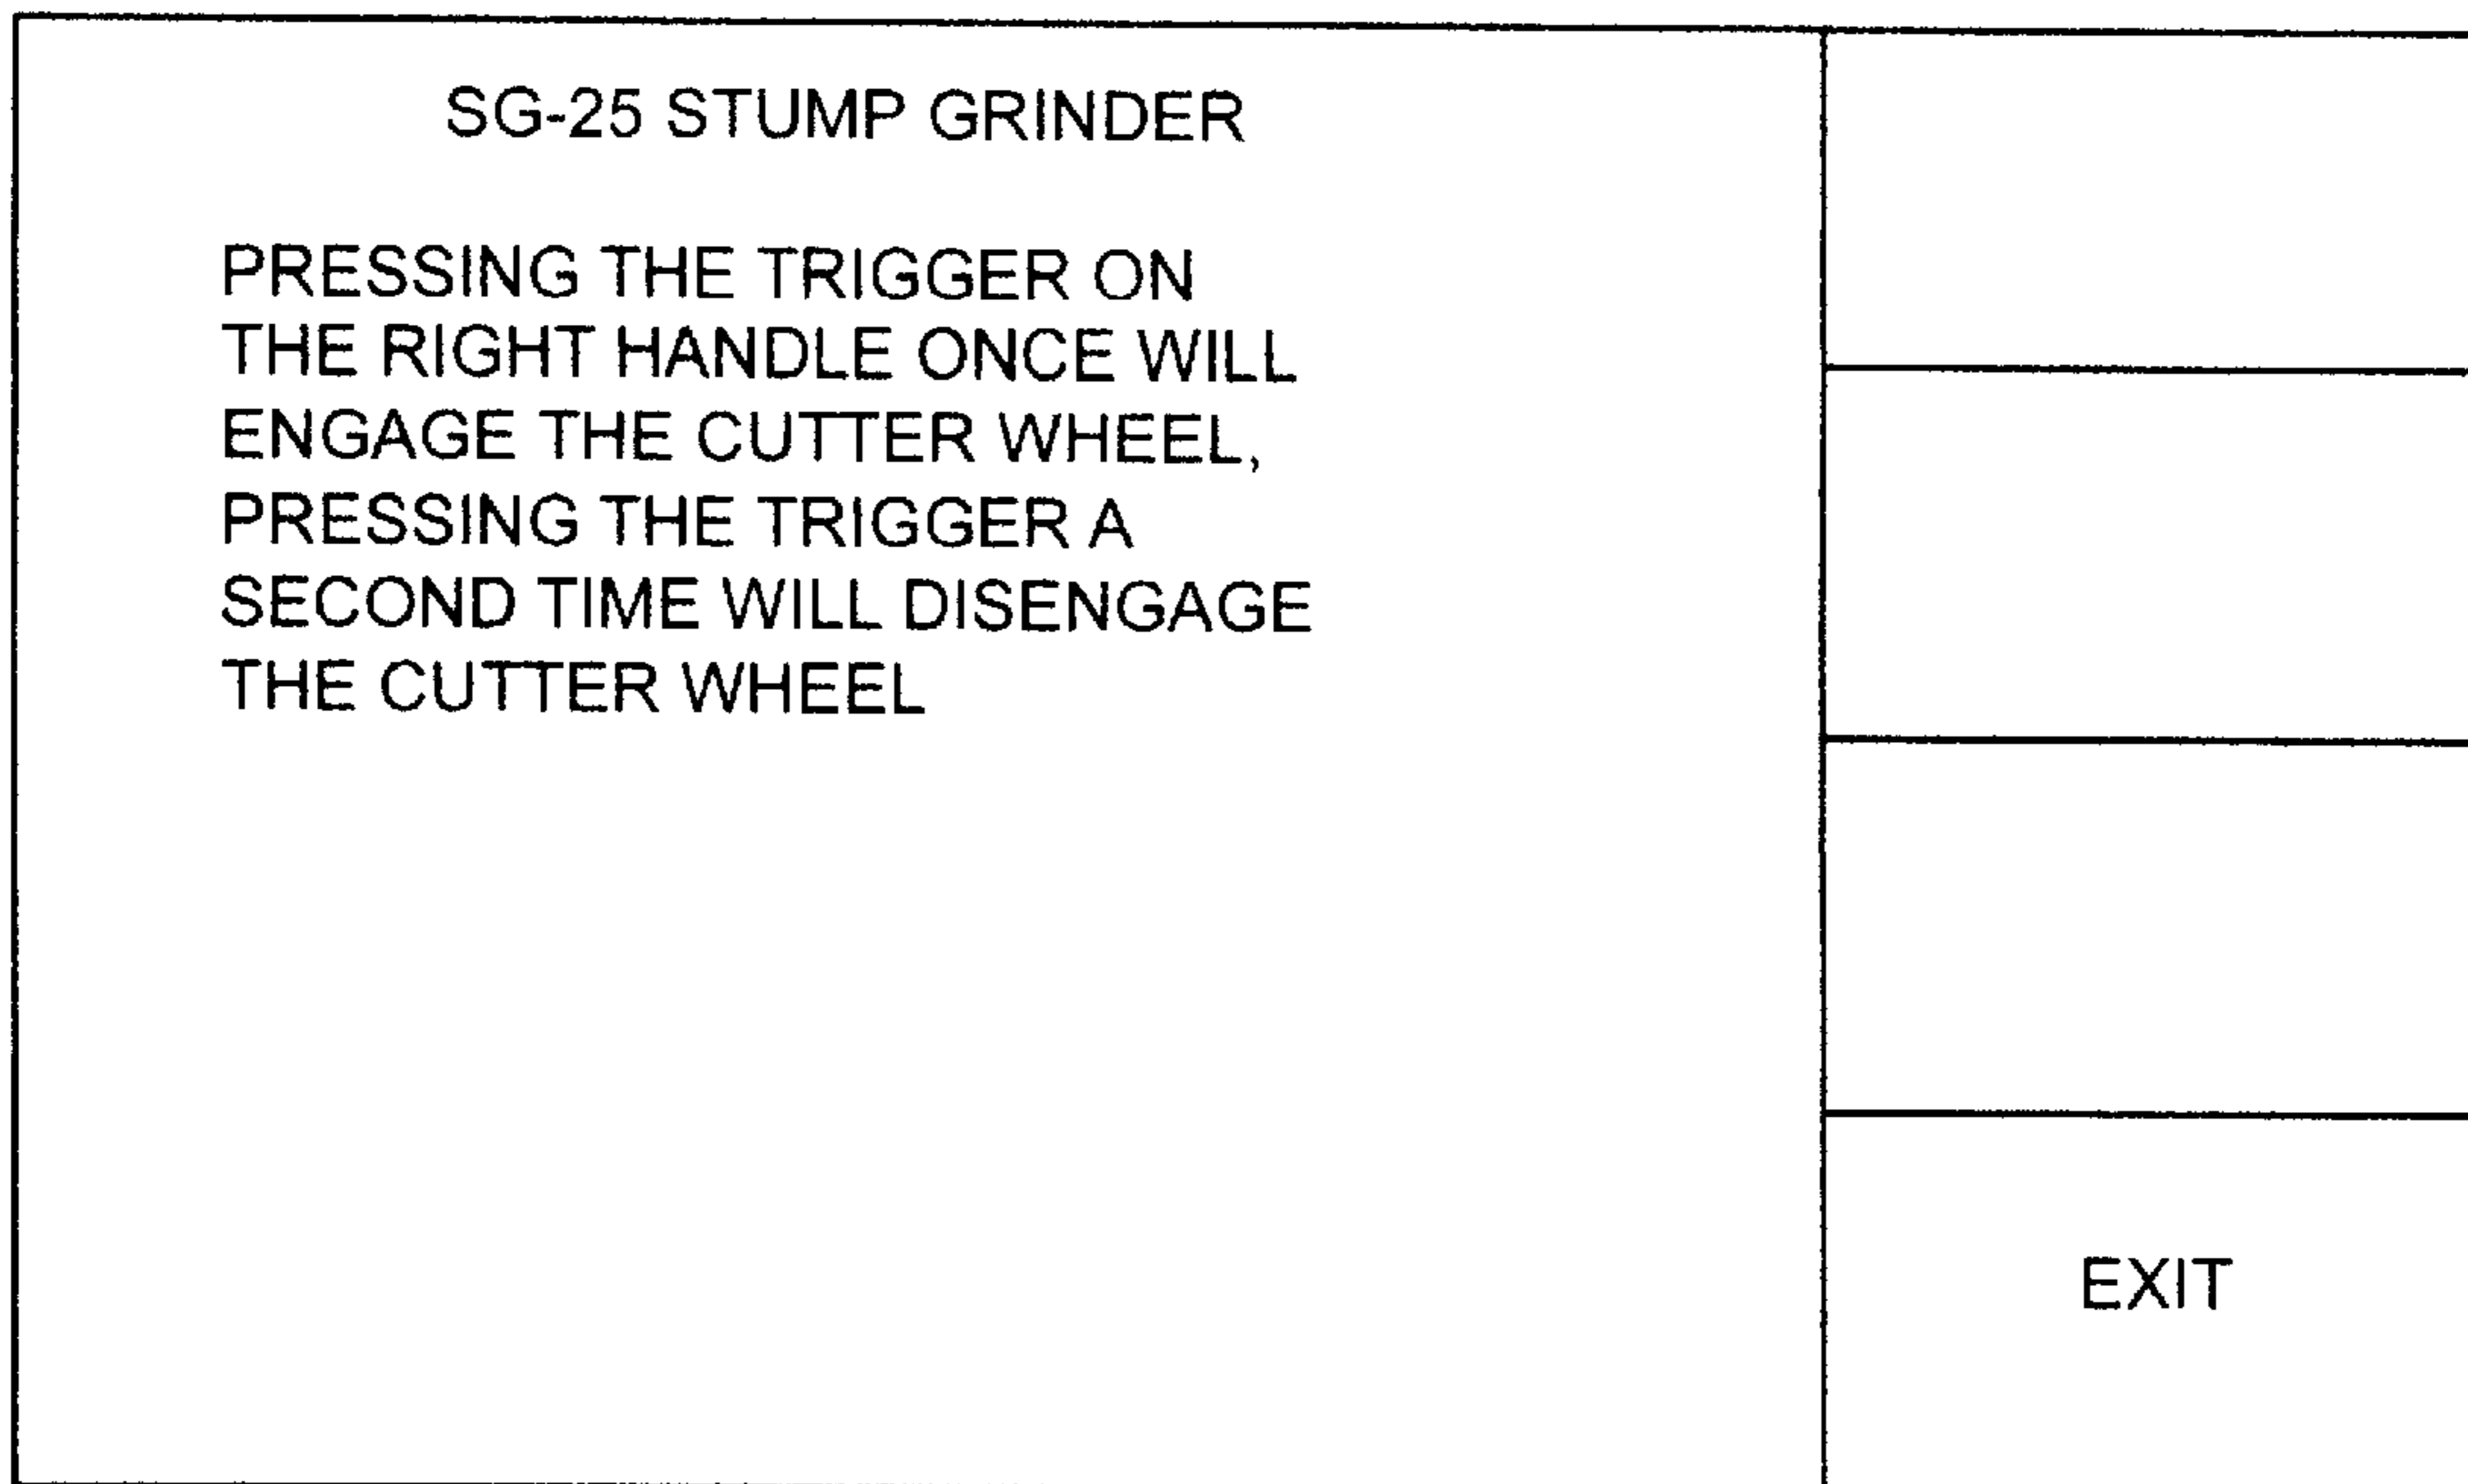 SG-25 STUMP GRINDER
PRESSING THE TRIGGER ON
THE RIGHT HANDLE ONCE WILL
ENGAGE THE CUTTER WHEEL,
PRESSING THE TRIGGER A
SECOND TIME WILL DISENGAGE
THE CUTTER WHEEL
EXIT